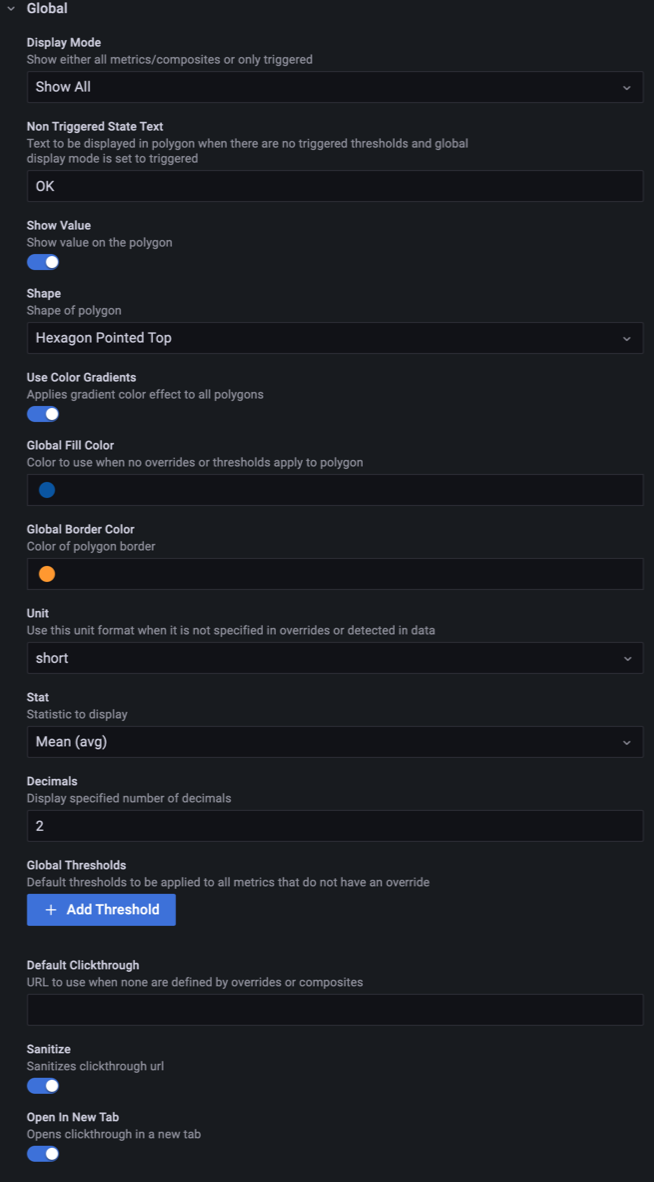 Global
Display Mode
Show either all metrics/composites or only triggered
Show All
Non Triggered State Text
Text to be displayed in polygon when there are no triggered thresholds and global
display mode is set to triggered
OK
Show Value
Show value on the polygon
Shape
Shape of polygon
Hexagon Pointed Top
Use Color Gradients
Applies gradient color effect to all polygons
Global Fill Color
Color to use when no overrides or thresholds apply to polygon
Global Border Color
Color of polygon border
Unit
Use this unit format when it is not specified in overrides or detected in data
short
Stat
Statistic to display
Mean (avg)
Decimals
Display specified number of decimals
2
Global Thresholds
Default thresholds to be applied to all metrics that do not have an override
+ Add Threshold
Default Clickthrough
URL to use when none are defined by overrides or composites
Sanitize
Sanitizes clickthrough url
Open In New Tab
Opens clickthrough in a new tab